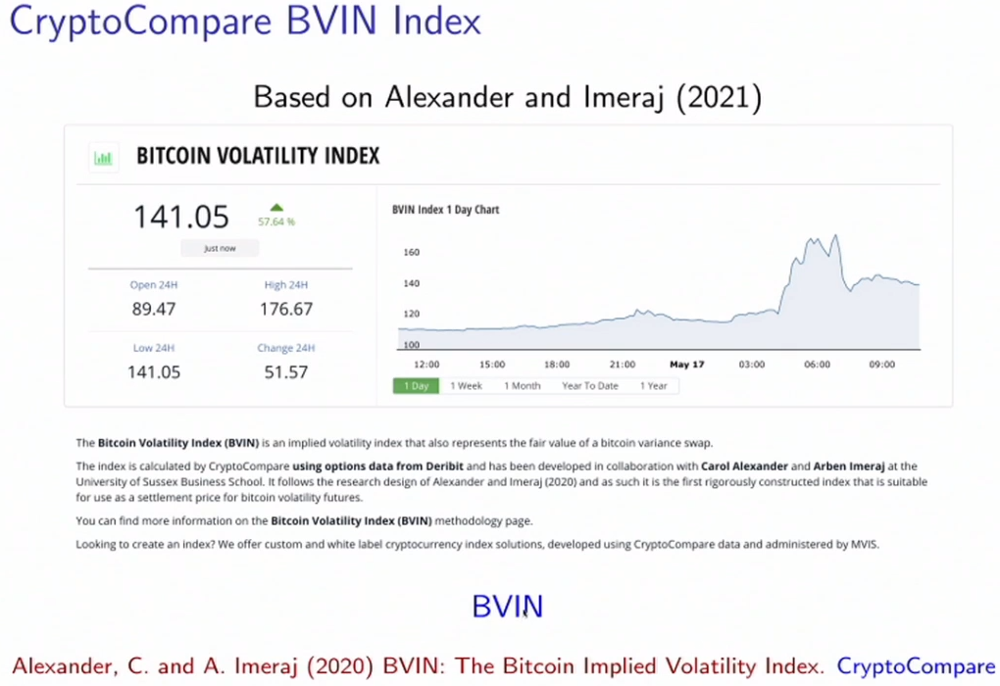 CryptoCompare BVIN Index
Based on Alexander and Imeraj (2021)
BITCOIN VOLATILITY INDEX
141.05
57.64 %
Just now
Open 24H
High 24H
89.47
176.67
Low 24H
Change 24H
141.05
51.57
BVIN Index 1 Day Chart
160
140
120
100
12:00 15:00 18:00 21:00 May 17 03:00 06:00 09:00
1 Day 1 Week 1 Month Year To Date 1 Year
The Bitcoin Volatility Index (BVIN) is an implied volatility index that also represents the fair value of a bitcoin variance swap.
The index is calculated by CryptoCompare using options data from Deribit and has been developed in collaboration with Carol Alexander and Arben Imeraj at the
University of Sussex Business School. It follows the research design of Alexander and Imeraj (2020) and as such it is the first rigorously constructed index that is suitable
for use as a settlement price for bitcoin volatility futures.
You can find more information on the Bitcoin Volatility Index (BVIN) methodology page.
Looking to create an index? We offer custom and white label cryptocurrency index solutions, developed using CryptoCompare data and administered by MVIS.
BVIN
Alexander, C. and A. Imeraj (2020) BVIN: The Bitcoin Implied Volatility Index. CryptoCompare